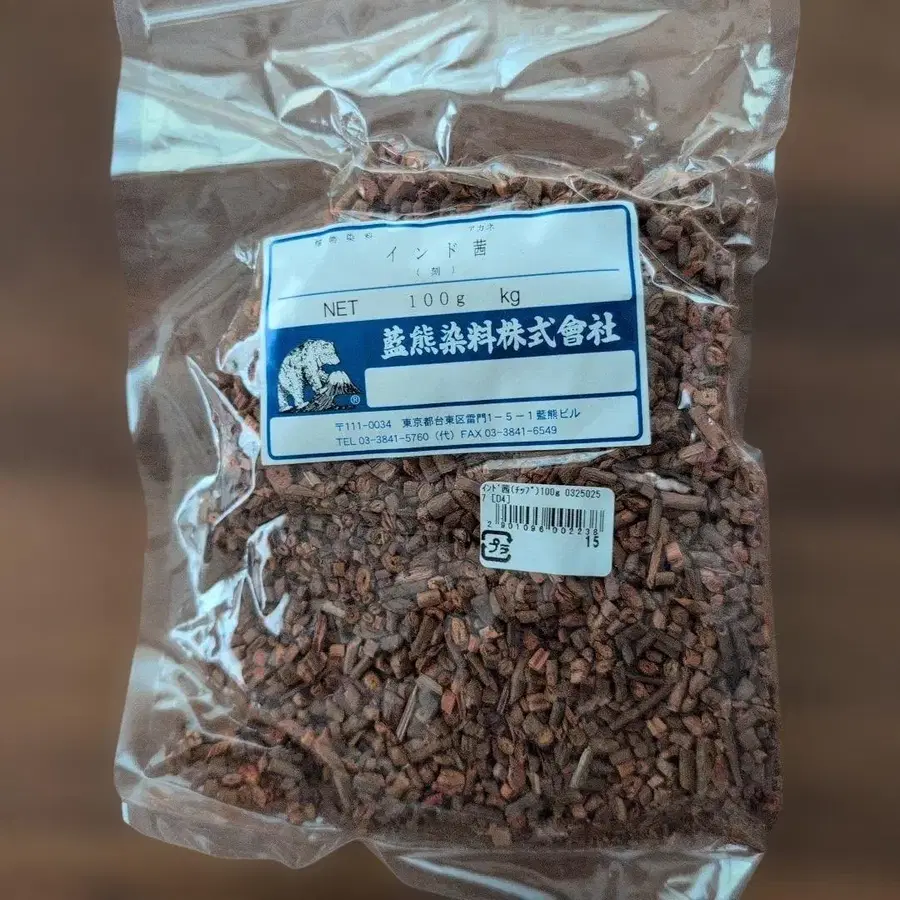 アカネ
植物染料
インド茜
(刻)
NET 100g kg
藍熊染料株式會社
®
〒111-0034 東京都台東区雷門1-5-1藍熊ビル
TEL 03-3841-5760 (代) FAX 03-3841-6549
インド茜(チップ)100g 0325025
7 [D4]
2 901096 002238
15
プラ